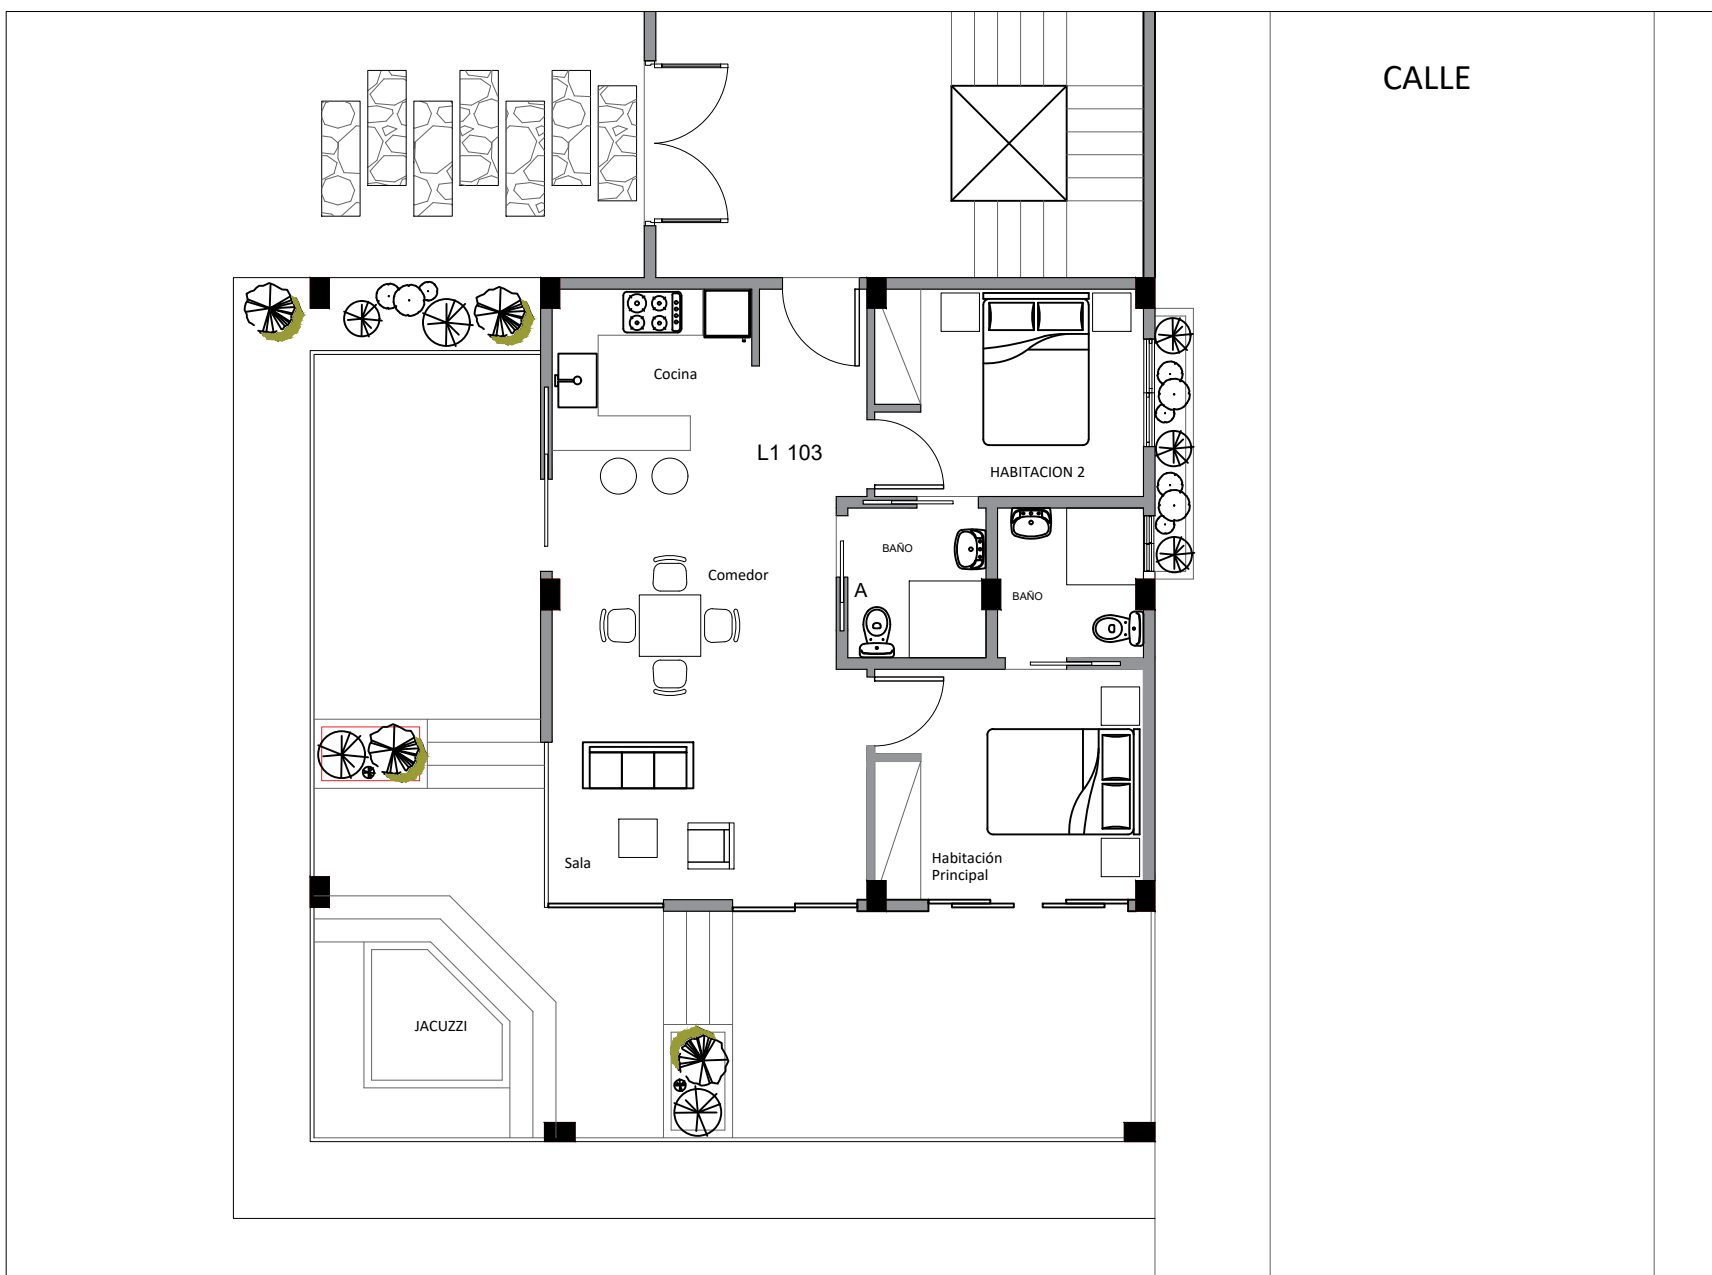 CALLE
Cocina
L1 103
HABITACION 2
BAÑO
Comedor
A
BAÑO
Sala
Habitación
Principal
JACUZZI